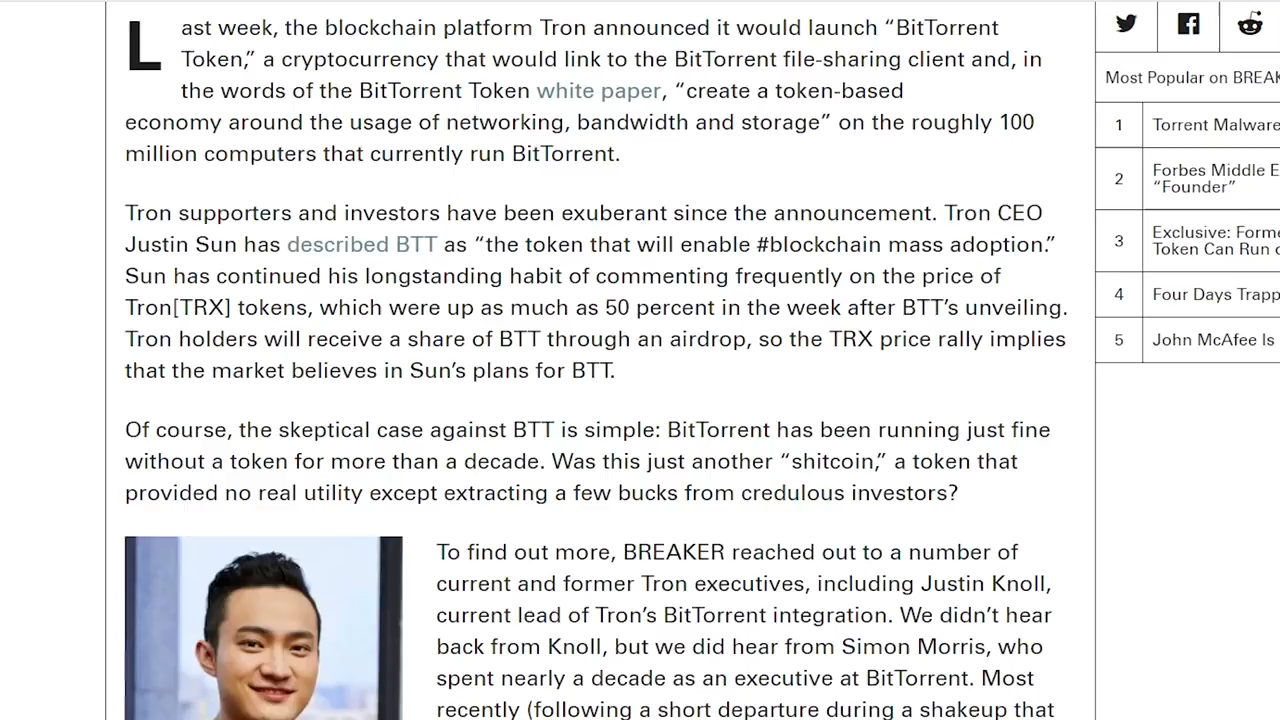 Last week, the blockchain platform Tron announced it would launch “BitTorrent
Token,” a cryptocurrency that would link to the BitTorrent file-sharing client and, in
the words of the BitTorrent Token white paper, “create a token-based
economy around the usage of networking, bandwidth and storage” on the roughly 100
million computers that currently run BitTorrent.
Tron supporters and investors have been exuberant since the announcement. Tron CEO
Justin Sun has described BTT as “the token that will enable #blockchain mass adoption.”
Sun has continued his longstanding habit of commenting frequently on the price of
Tron[TRX] tokens, which were up as much as 50 percent in the week after BTT’s unveiling.
Tron holders will receive a share of BTT through an airdrop, so the TRX price rally implies
that the market believes in Sun’s plans for BTT.
Of course, the skeptical case against BTT is simple: BitTorrent has been running just fine
without a token for more than a decade. Was this just another “shitcoin,” a token that
provided no real utility except extracting a few bucks from credulous investors?
To find out more, BREAKER reached out to a number of
current and former Tron executives, including Justin Knoll,
current lead of Tron’s BitTorrent integration. We didn’t hear
back from Knoll, but we did hear from Simon Morris, who
spent nearly a decade as an executive at BitTorrent. Most
recently (following a short departure during a shakeup that
Most Popular on BREAK
1 Torrent Malware
2 Forbes Middle E
“Founder”
3 Exclusive: Forme
Token Can Run o
4 Four Days Trapp
5 John McAfee Is